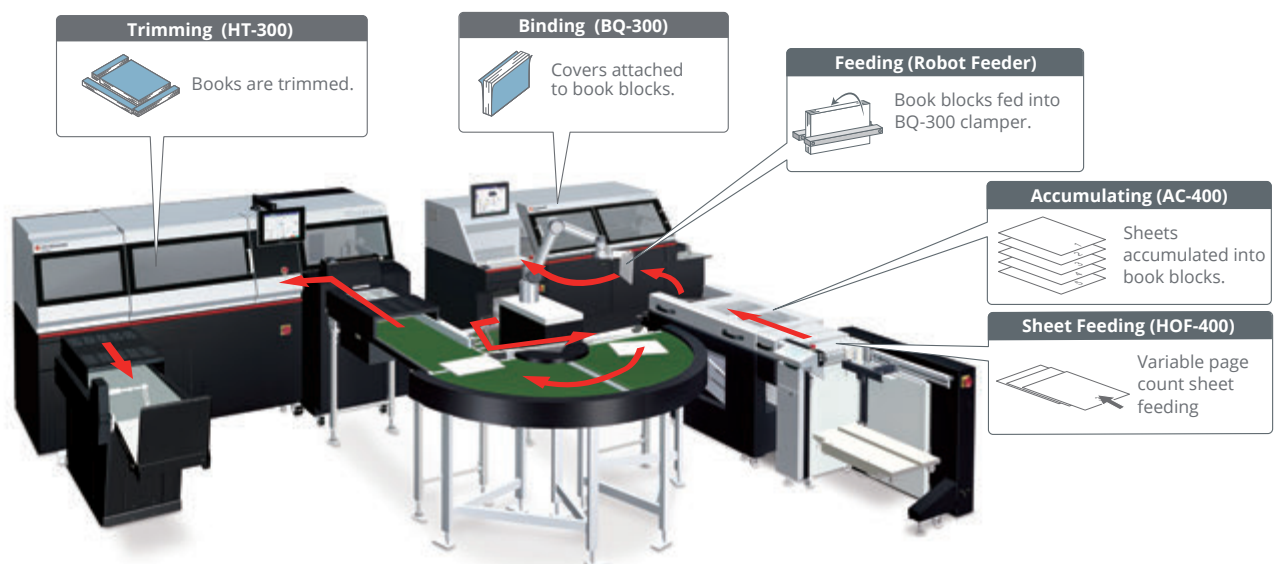 Trimming (HT-300)
Books are trimmed.
Binding (BQ-300)
Covers attached
to book blocks.
Feeding (Robot Feeder)
Book blocks fed into
BQ-300 clamper.
Accumulating (AC-400)
Sheets
accumulated into
book blocks.
Sheet Feeding (HOF-400)
Variable page
count sheet
feeding